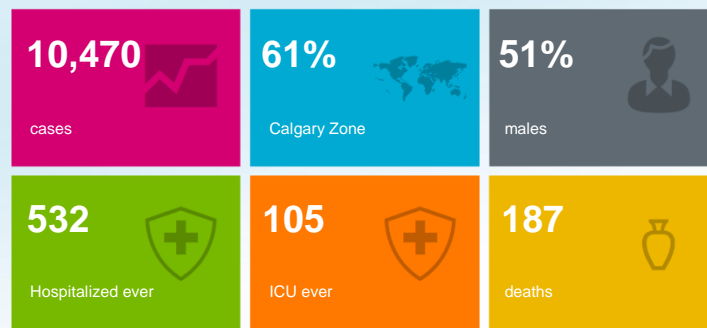 10,470
cases
61%
Calgary Zone
51%
males
532
Hospitalized ever
105
ICU ever
187
deaths